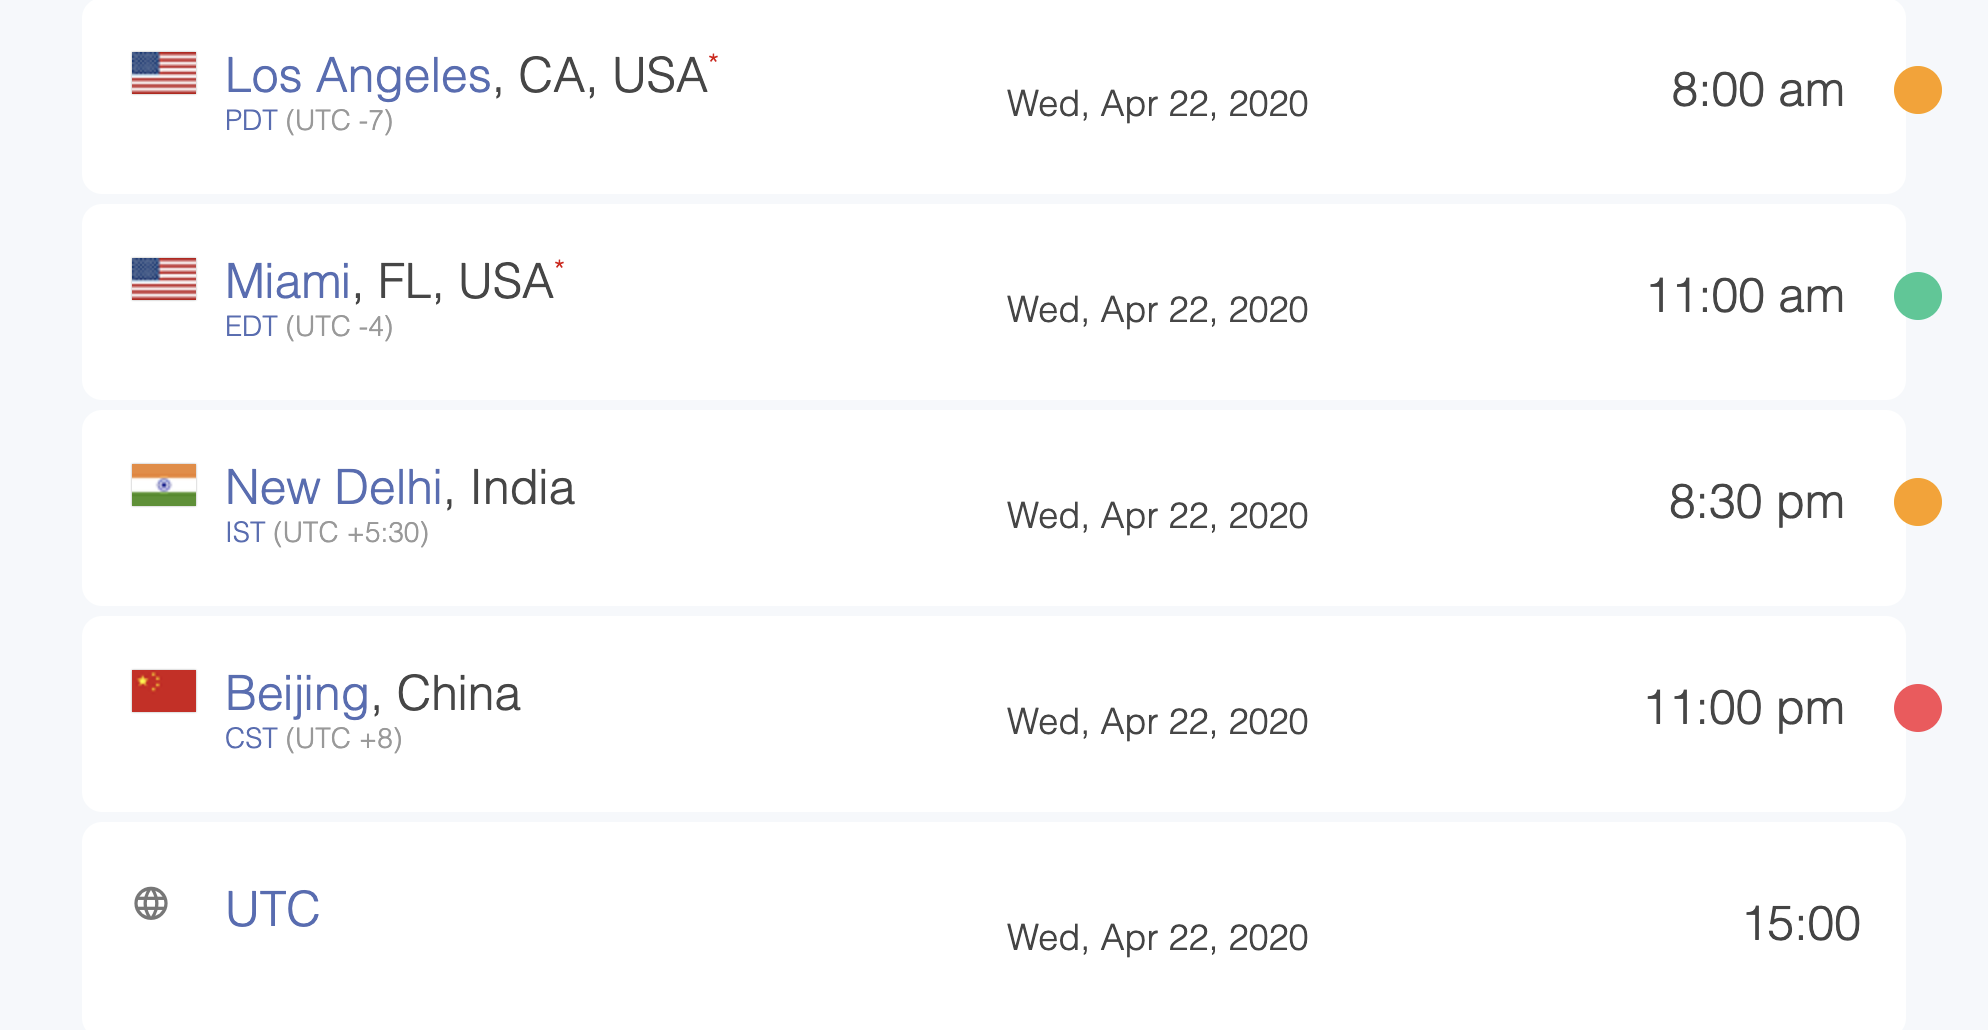 Los Angeles, CA, USA*
PDT (UTC -7)
Wed, Apr 22, 2020
8:00 am
Miami, FL, USA*
EDT (UTC -4)
Wed, Apr 22, 2020
11:00 am
New Delhi, India
IST (UTC +5:30)
Wed, Apr 22, 2020
8:30 pm
Beijing, China
CST (UTC +8)
Wed, Apr 22, 2020
11:00 pm
UTC
Wed, Apr 22, 2020
15:00